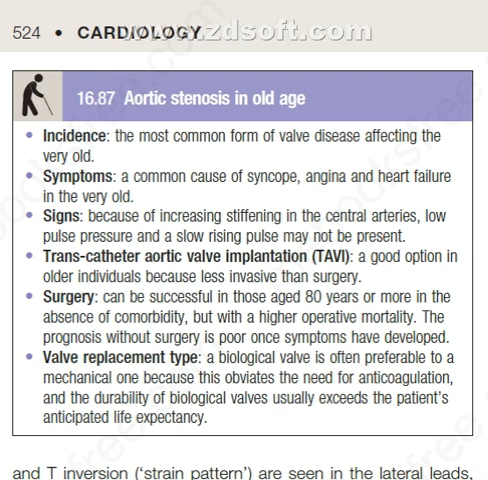 524 • CARDIOLOGY
www.zdsoft.com
16.87 Aortic stenosis in old age
• Incidence: the most common form of valve disease affecting the
very old.
• Symptoms: a common cause of syncope, angina and heart failure
in the very old.
• Signs: because of increasing stiffening in the central arteries, low
pulse pressure and a slow rising pulse may not be present.
• Trans-catheter aortic valve implantation (TAVI): a good option in
older individuals because less invasive than surgery.
• Surgery: can be successful in those aged 80 years or more in the
absence of comorbidity, but with a higher operative mortality. The
prognosis without surgery is poor once symptoms have developed.
• Valve replacement type: a biological valve is often preferable to a
mechanical one because this obviates the need for anticoagulation,
and the durability of biological valves usually exceeds the patient's
anticipated life expectancy.
and T inversion (‘strain pattern’) are seen in the lateral leads,